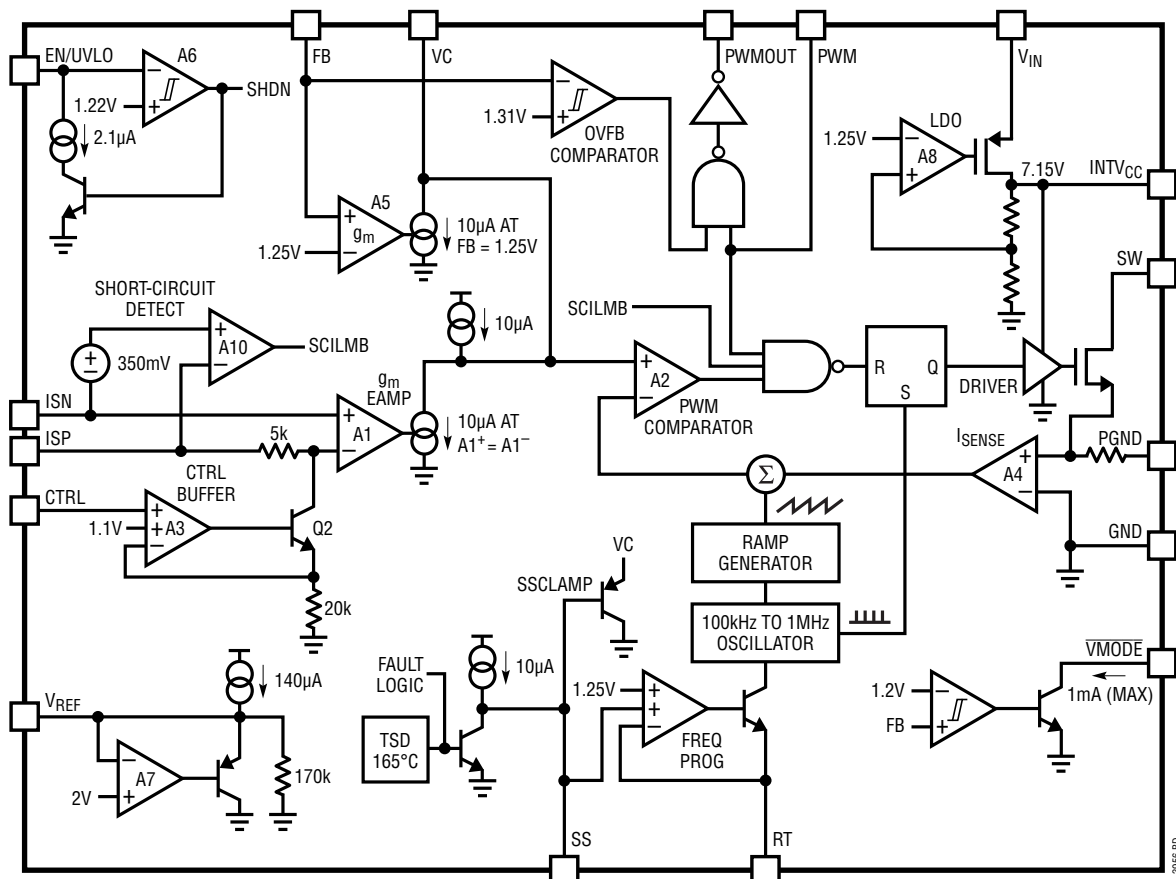 FB
VC
PWMOUT
PWM
VIN
EN/UVLO
A6
SHDN
1.22V
2.1µA
1.31V
OVFB
COMPARATOR
LDO
1.25V
A8
7.15V
INTVCC
A5
gm
1.25V
10µA AT
FB = 1.25V
SW
SHORT-CIRCUIT
DETECT
A10
SCILMB
350mV
10µA
SCILMB
A2
PWM
COMPARATOR
R
S
Q
DRIVER
gm
EAMP
ISN
ISP
A1
10µA AT
A1+ = A1−
5k
ISENSE
PGND
A4
Σ
CTRL
CTRL
BUFFER
1.1V
A3
Q2
20k
GND
RAMP
GENERATOR
VC
SSCLAMP
100kHz TO 1MHz
OSCILLATOR
VMODE
1mA (MAX)
1.2V
FB
FAULT
LOGIC
10µA
TSD
165°C
1.25V
FREQ
PROG
VREF
140µA
A7
2V
170k
SS
RT